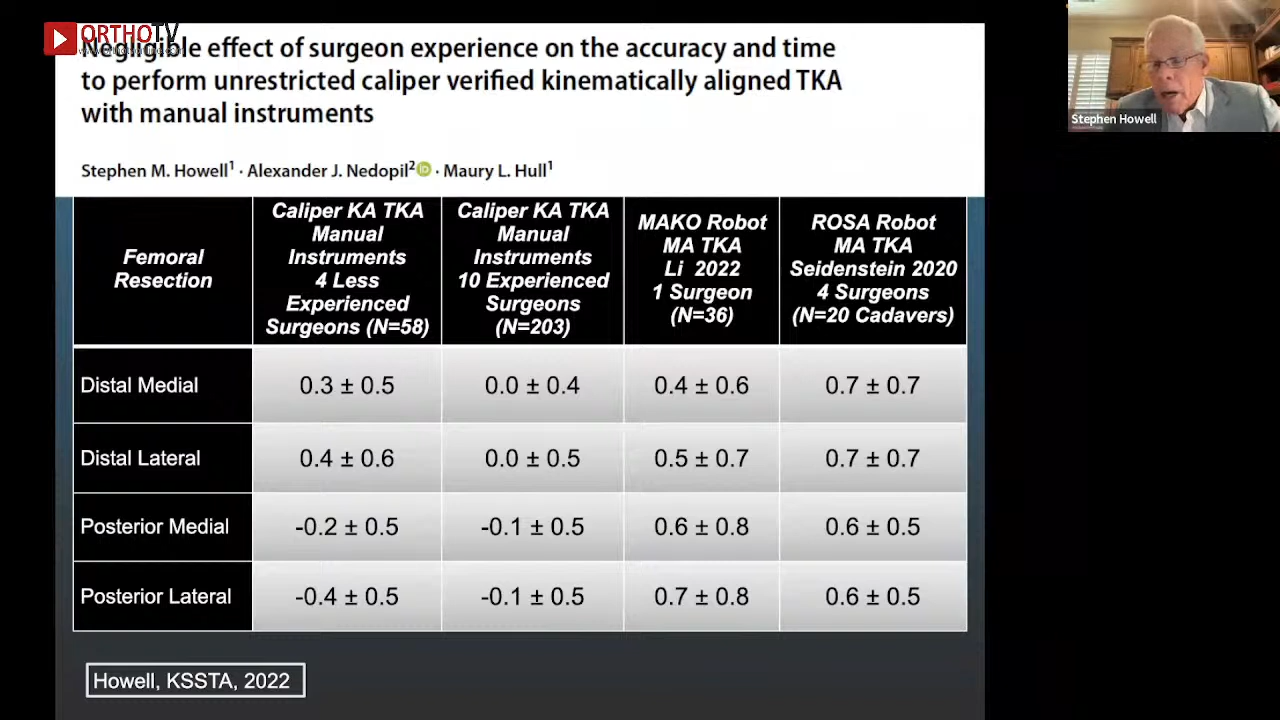 ORTHOTV
Negligible effect of surgeon experience on the accuracy and time
to perform unrestricted caliper verified kinematically aligned TKA
with manual instruments
Stephen M. Howell1 · Alexander J. Nedopil2 iD · Maury L. Hull1
Stephen Howell
Femoral
Resection
Caliper KA TKA
Manual
Instruments
4 Less
Experienced
Surgeons (N=58)
Caliper KA TKA
Manual
Instruments
10 Experienced
Surgeons
(N=203)
MAKO Robot
MA TKA
Li 2022
1 Surgeon
(N=36)
ROSA Robot
MA TKA
Seidenstein 2020
4 Surgeons
(N=20 Cadavers)
Distal Medial 0.3 ± 0.5 0.0 ± 0.4 0.4 ± 0.6 0.7 ± 0.7
Distal Lateral 0.4 ± 0.6 0.0 ± 0.5 0.5 ± 0.7 0.7 ± 0.7
Posterior Medial -0.2 ± 0.5 -0.1 ± 0.5 0.6 ± 0.8 0.6 ± 0.5
Posterior Lateral -0.4 ± 0.5 -0.1 ± 0.5 0.7 ± 0.8 0.6 ± 0.5
Howell, KSSTA, 2022